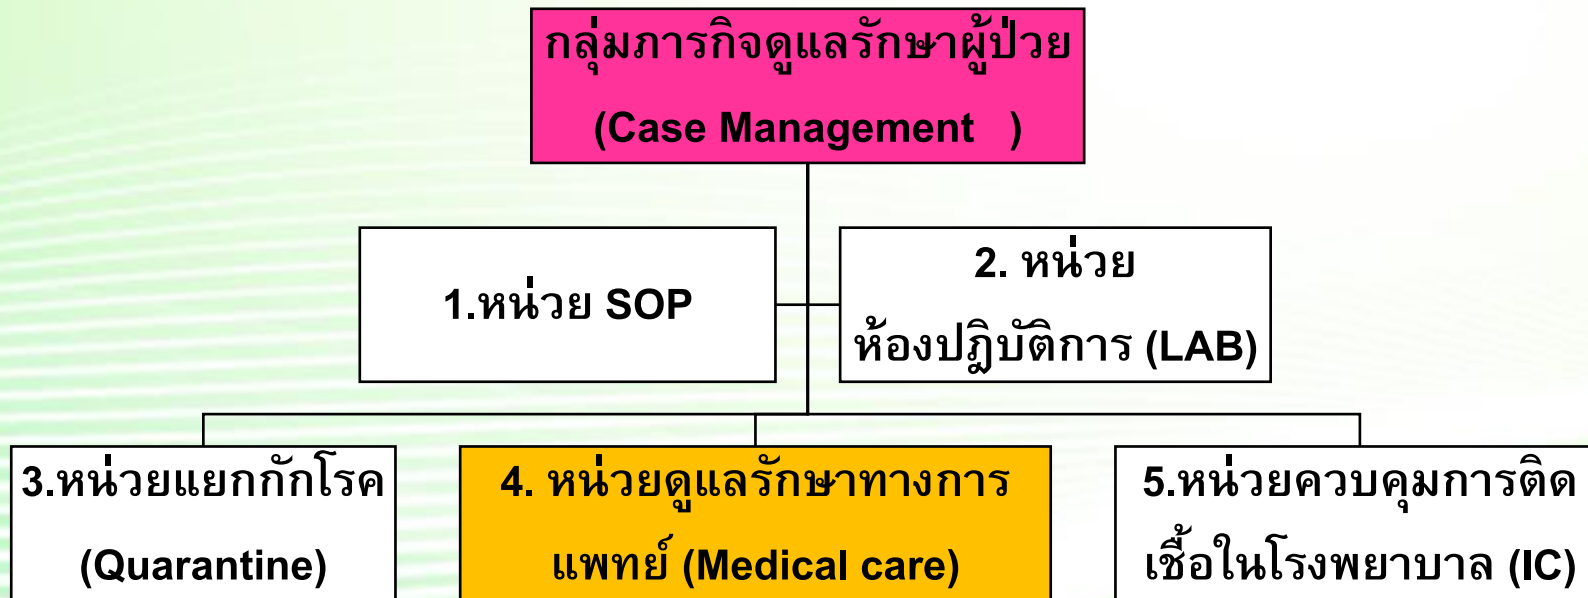 กลุ่มภารกิจดูแลรักษาผู้ป่วย
(Case Management )
1.หน่วย SOP
2. หน่วย
ห้องปฎิบัติการ (LAB)
3.หน่วยแยกกักโรค
(Quarantine)
4. หน่วยดูแลรักษาทางการ
แพทย์ (Medical care)
5.หน่วยควบคุมการติด
เชื้อในโรงพยาบาล (IC)